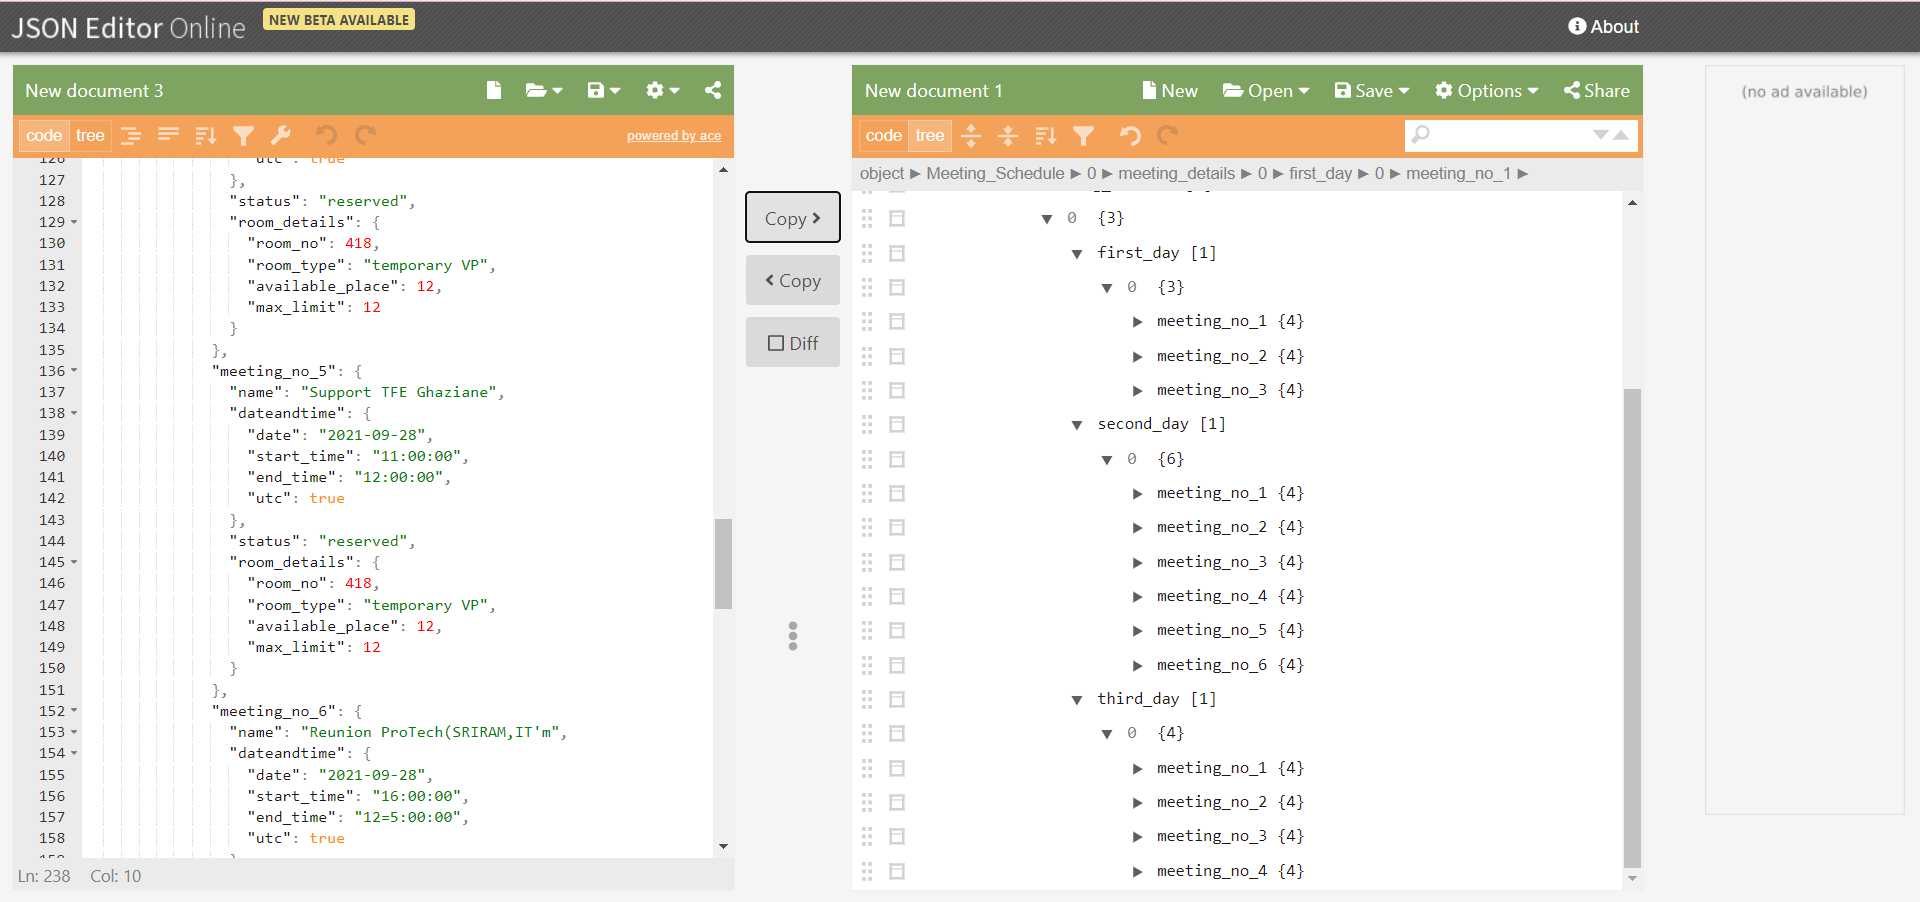 JSON Editor Online
NEW BETA AVAILABLE
About
New document 3
code tree
powered by ace
126 "utc": true
127 },
128 "status": "reserved",
129 "room_details": {
130 "room_no": 418,
131 "room_type": "temporary VP",
132 "available_place": 12,
133 "max_limit": 12
134 }
135 },
136 "meeting_no_5": {
137 "name": "Support TFE Ghaziane",
138 "dateandtime": {
139 "date": "2021-09-28",
140 "start_time": "11:00:00",
141 "end_time": "12:00:00",
142 "utc": true
143 },
144 "status": "reserved",
145 "room_details": {
146 "room_no": 418,
147 "room_type": "temporary VP",
148 "available_place": 12,
149 "max_limit": 12
150 }
151 },
152 "meeting_no_6": {
153 "name": "Reunion ProTech(SRIRAM,IT'm",
154 "dateandtime": {
155 "date": "2021-09-28",
156 "start_time": "16:00:00",
157 "end_time": "12=5:00:00",
158 "utc": true
Ln: 238 Col: 10
Copy
Copy
Diff
New document 1
New Open Save Options Share
code tree
object ► Meeting_Schedule ► 0 ► meeting_details ► 0 ► first_day ► 0 ► meeting_no_1 ►
0 {3}
first_day [1]
0 {3}
meeting_no_1 {4}
meeting_no_2 {4}
meeting_no_3 {4}
second_day [1]
0 {6}
meeting_no_1 {4}
meeting_no_2 {4}
meeting_no_3 {4}
meeting_no_4 {4}
meeting_no_5 {4}
meeting_no_6 {4}
third_day [1]
0 {4}
meeting_no_1 {4}
meeting_no_2 {4}
meeting_no_3 {4}
meeting_no_4 {4}
(no ad available)